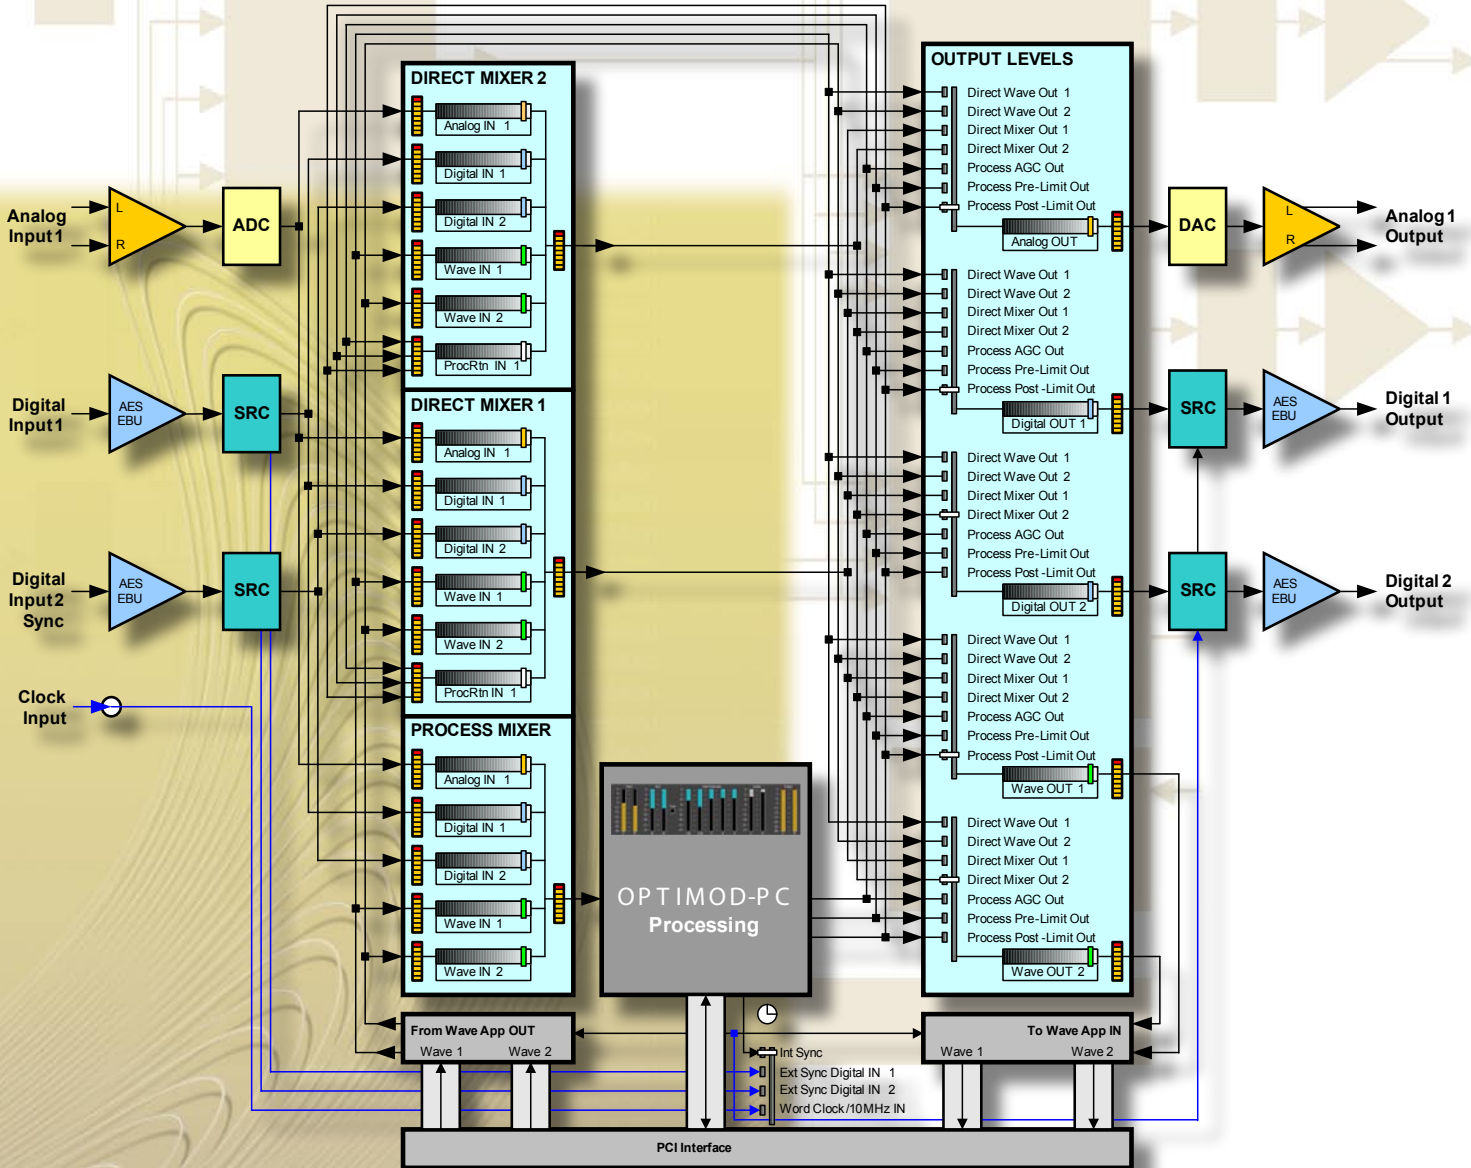 DIRECT MIXER 2
Analog IN 1
Digital IN 1
Digital IN 2
Wave IN 1
Wave IN 2
ProcRtn IN 1
DIRECT MIXER 1
Analog IN 1
Digital IN 1
Digital IN 2
Wave IN 1
Wave IN 2
ProcRtn IN 1
PROCESS MIXER
Analog IN 1
Digital IN 1
Digital IN 2
Wave IN 1
Wave IN 2
Analog
Input 1
L
R
ADC
Digital
Input 1
AES
EBU
SRC
Digital
Input 2
Sync
AES
EBU
SRC
Clock
Input
OPTIMOD-PC
Processing
OUTPUT LEVELS
Direct Wave Out 1
Direct Wave Out 2
Direct Mixer Out 1
Direct Mixer Out 2
Process AGC Out
Process Pre-Limit Out
Process Post-Limit Out
Analog OUT
Direct Wave Out 1
Direct Wave Out 2
Direct Mixer Out 1
Direct Mixer Out 2
Process AGC Out
Process Pre-Limit Out
Process Post-Limit Out
Digital OUT 1
Direct Wave Out 1
Direct Wave Out 2
Direct Mixer Out 1
Direct Mixer Out 2
Process AGC Out
Process Pre-Limit Out
Process Post-Limit Out
Digital OUT 2
Direct Wave Out 1
Direct Wave Out 2
Direct Mixer Out 1
Direct Mixer Out 2
Process AGC Out
Process Pre-Limit Out
Process Post-Limit Out
Wave OUT 1
Direct Wave Out 1
Direct Wave Out 2
Direct Mixer Out 1
Direct Mixer Out 2
Process AGC Out
Process Pre-Limit Out
Process Post-Limit Out
Wave OUT 2
DAC
L
R
Analog 1
Output
SRC
AES
EBU
Digital 1
Output
SRC
AES
EBU
Digital 2
Output
From Wave App OUT
Wave 1 Wave 2
Int Sync
Ext Sync Digital IN 1
Ext Sync Digital IN 2
Word Clock/10MHz IN
To Wave App IN
Wave 1 Wave 2
PCI Interface